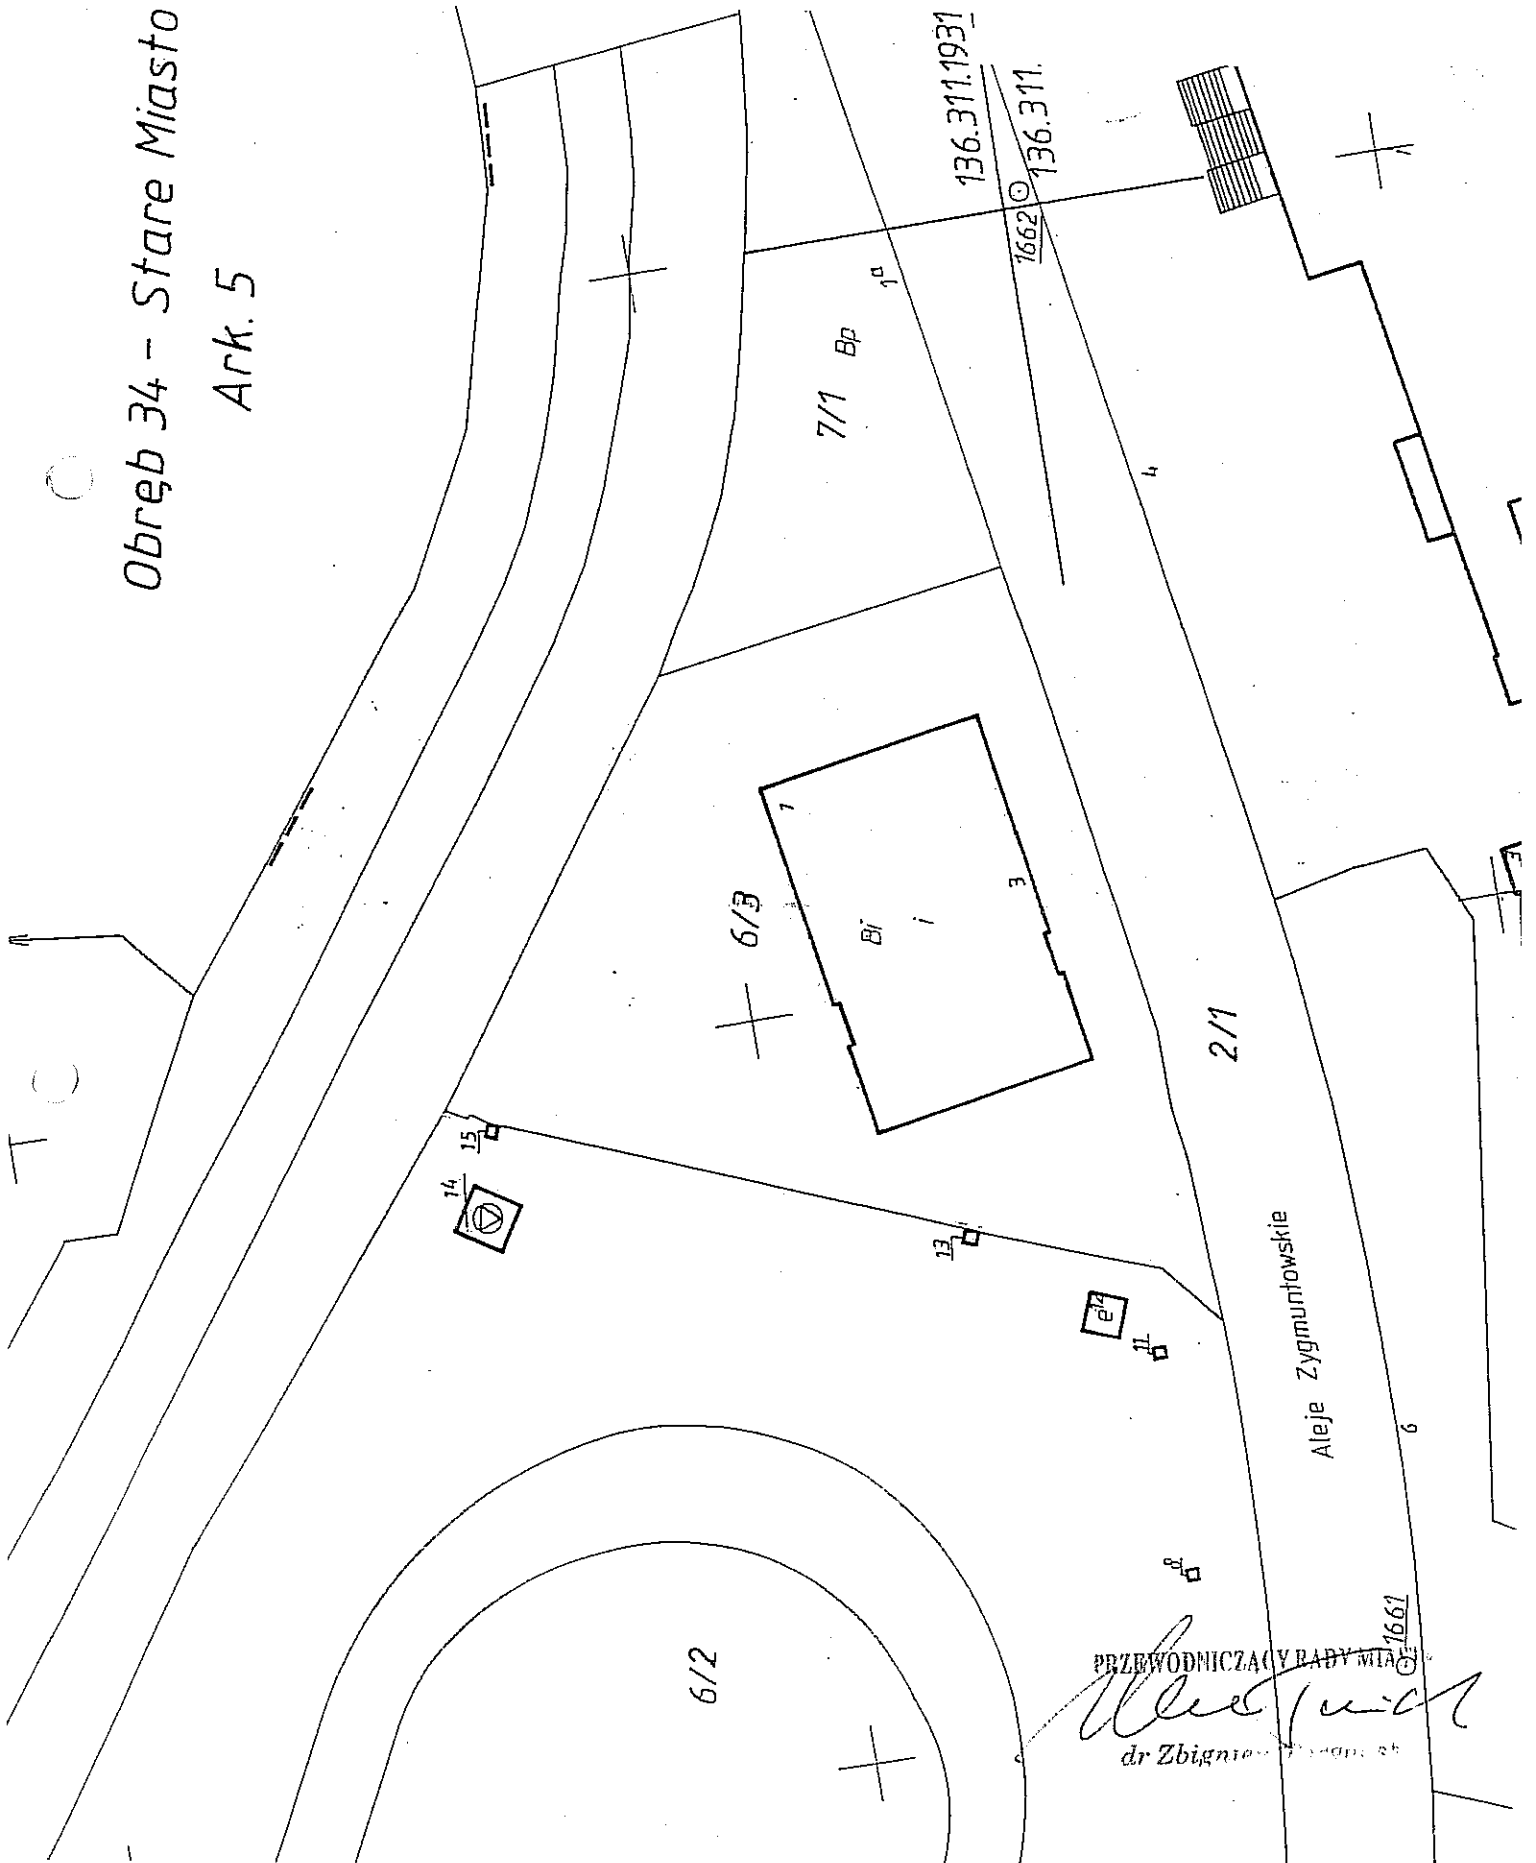 Obręb 34 - Stare Miasto
Ark. 5
136.311.1931
136.311.
1662
1a
7/1 Bp
4
1
6/3
3
Bi
i
2/1
15
14
13
e12
11
Aleje Zygmuntowskie
6
8
1661
6/2
PRZEWODNICZĄCY RADY MIA
dr Zbigniew